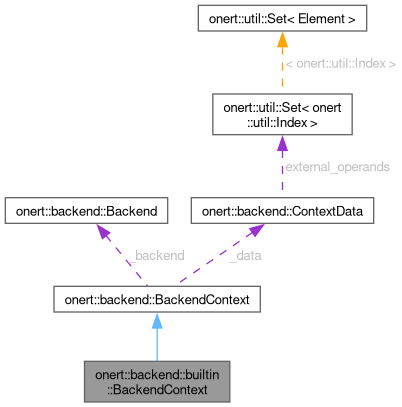 onert::util::Set< Element >
< onert::util::Index >
onert::util::Set< onert
::util::Index >
external_operands
onert::backend::Backend
onert::backend::ContextData
_backend
_data
onert::backend::BackendContext
onert::backend::builtin
::BackendContext